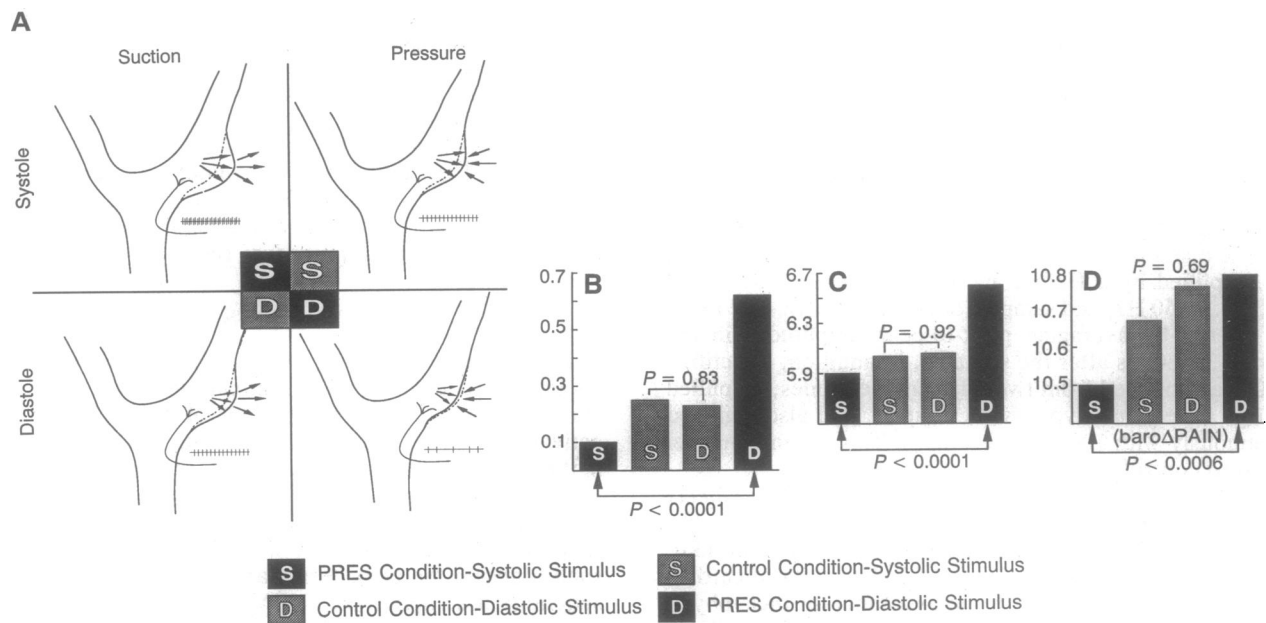 A
Suction
Pressure
Systole
Diastole
S
S
D
D
B
0.7
0.5
0.3
0.1
P = 0.83
S
S
D
D
P < 0.0001
C
6.7
6.3
5.9
P = 0.92
S
S
D
D
P < 0.0001
D
10.8
10.7
10.6
10.5
P = 0.69
S
S
D
D
(baroΔPAIN)
P < 0.0006
S PRES Condition-Systolic Stimulus
S Control Condition-Systolic Stimulus
D Control Condition-Diastolic Stimulus
D PRES Condition-Diastolic Stimulus